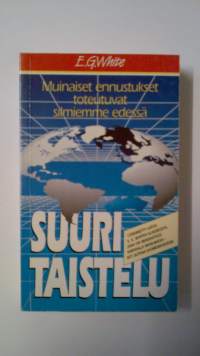 E.G.White
Muinaiset ennustukset
toteutuvat
silmiemme edessä
SUURI
TAISTELU